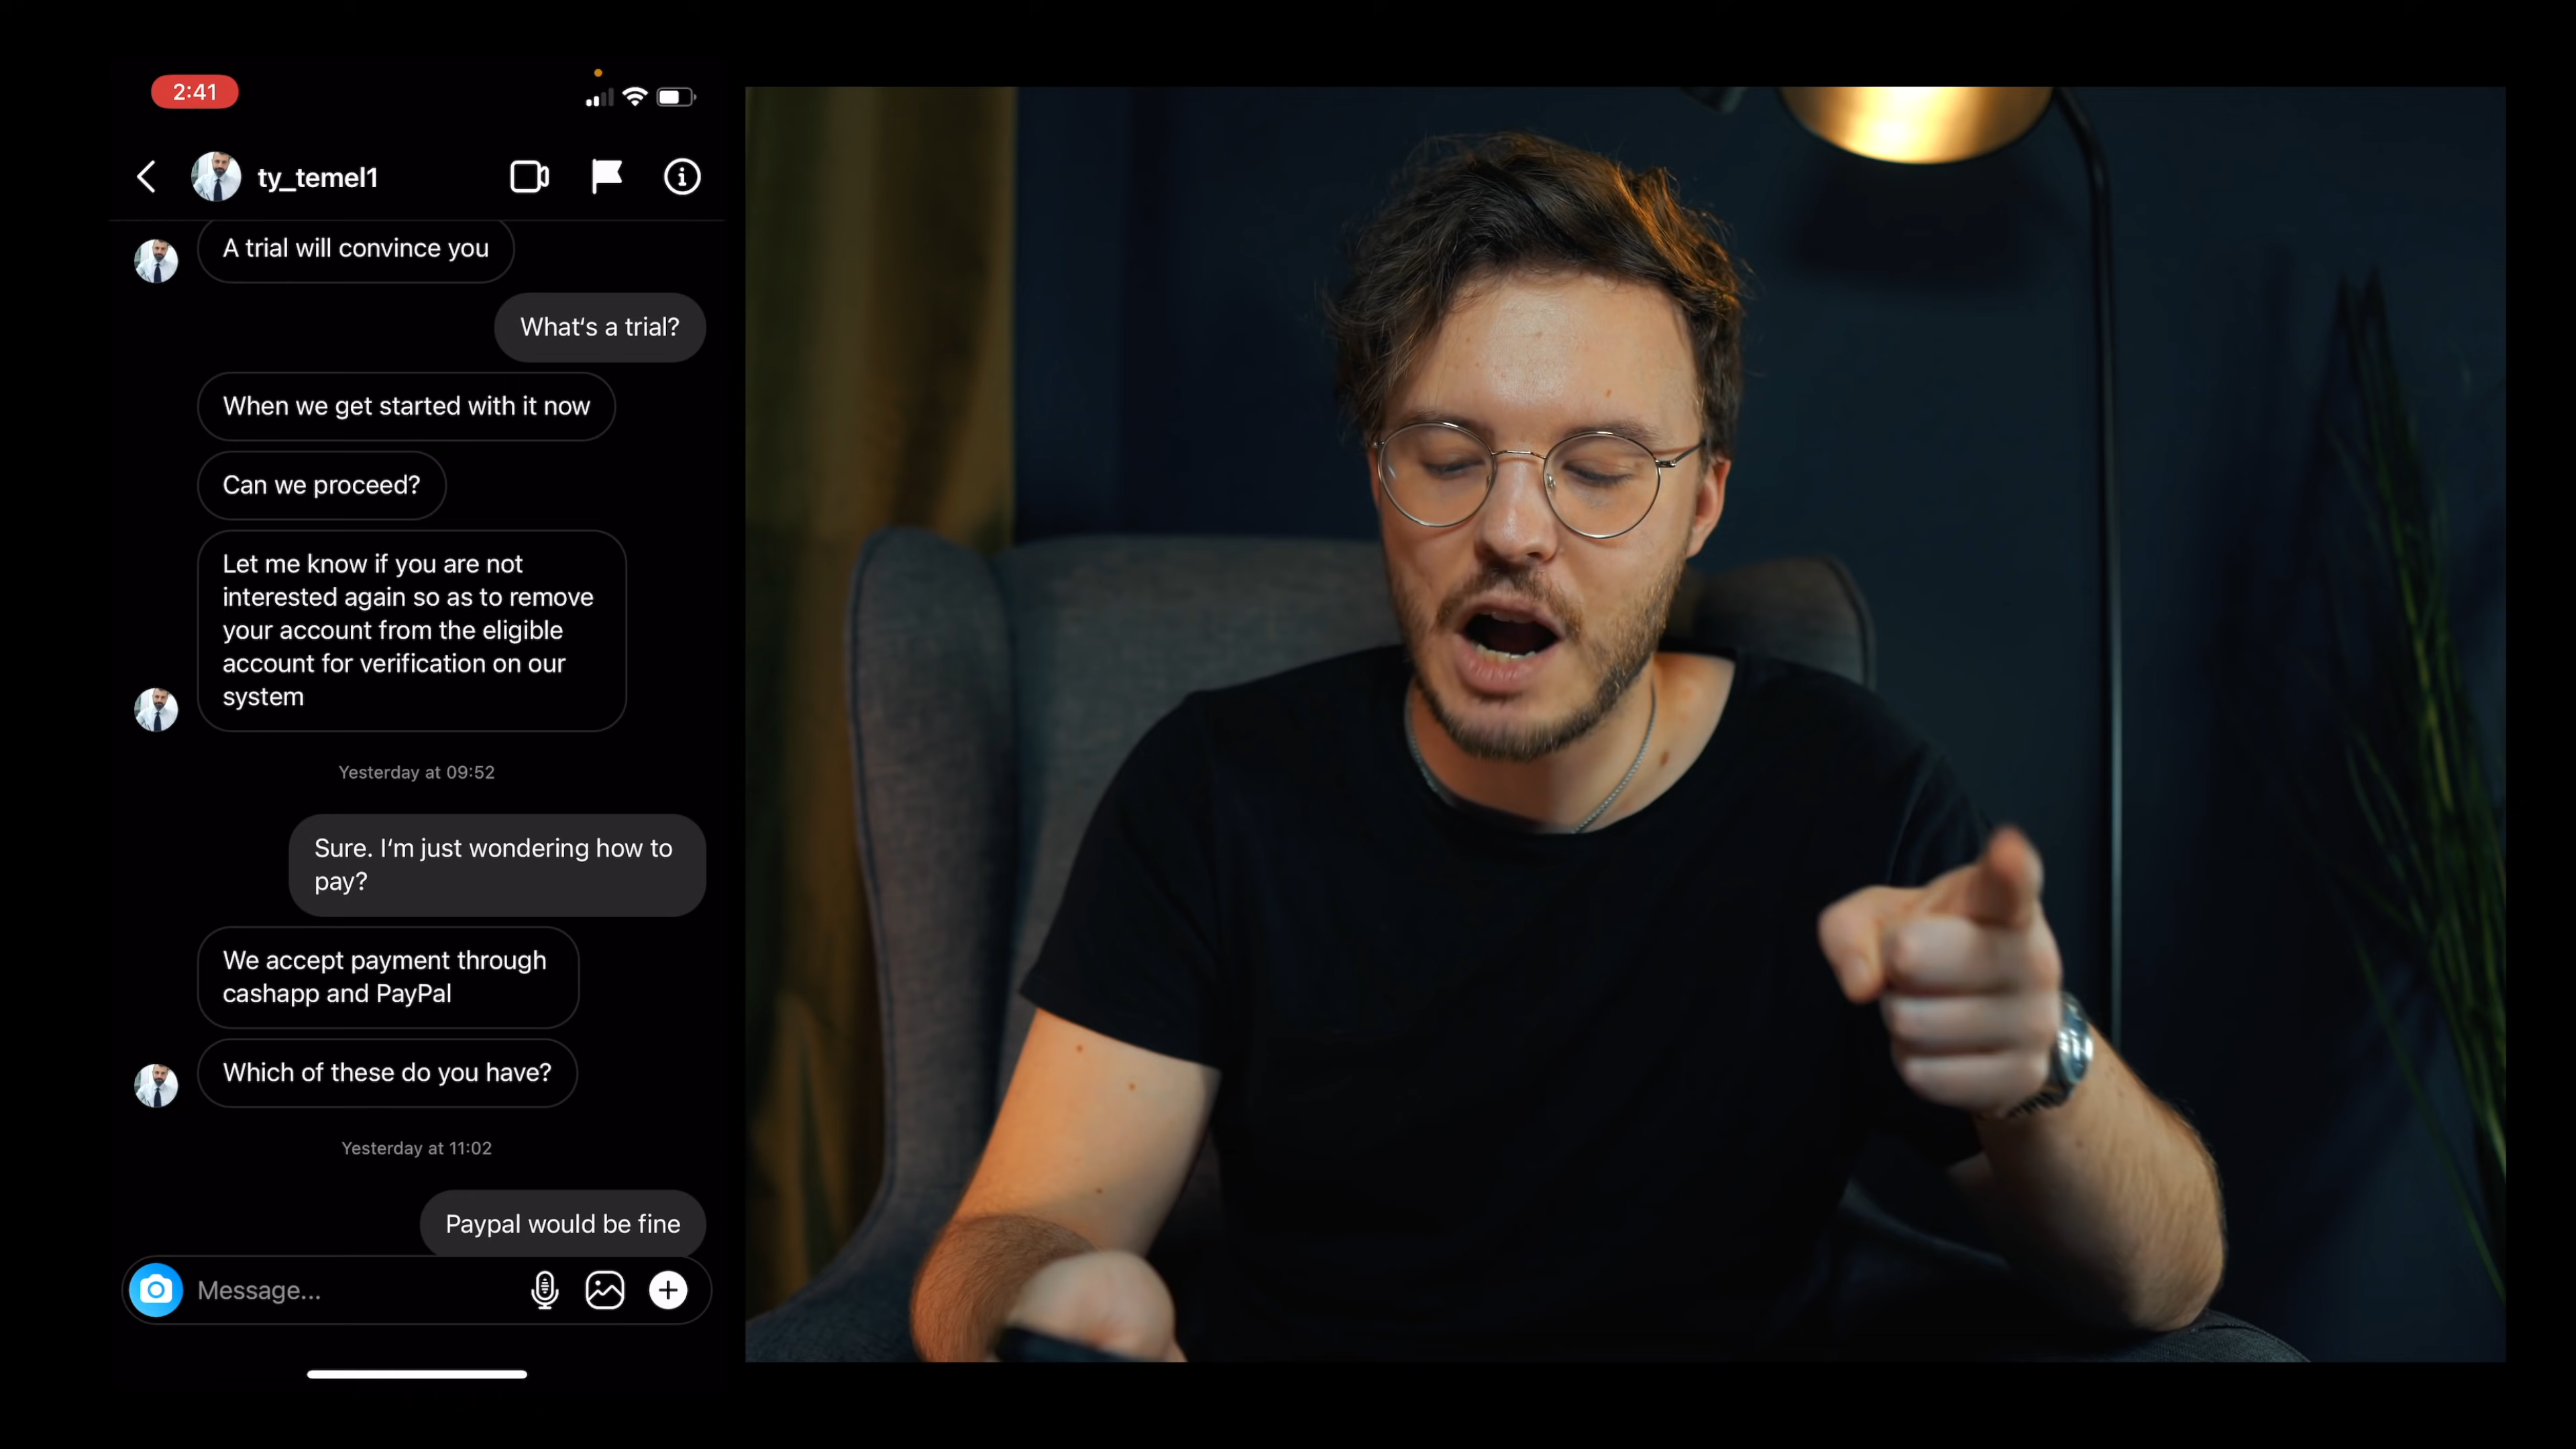 2:41
ty_temel1
A trial will convince you
What's a trial?
When we get started with it now
Can we proceed?
Let me know if you are not
interested again so as to remove
your account from the eligible
account for verification on our
system
Yesterday at 09:52
Sure. I'm just wondering how to
pay?
We accept payment through
cashapp and PayPal
Which of these do you have?
Yesterday at 11:02
Paypal would be fine
Message...